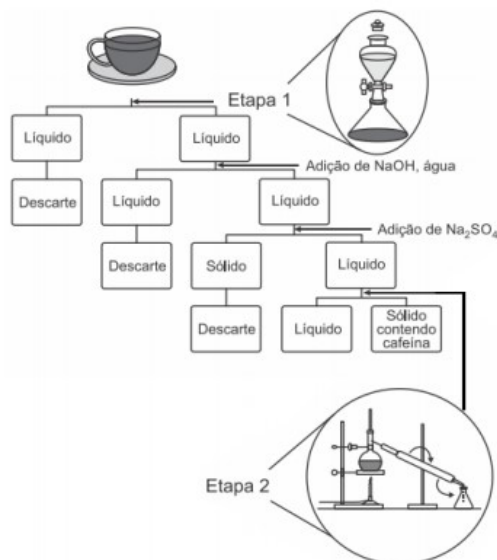 Etapa 1
Líquido
Líquido
Adição de NaOH, água
Descarte
Líquido
Líquido
Adição de Na₂SO₄
Descarte
Sólido
Líquido
Descarte
Líquido
Sólido
contendo
cafeína
Etapa 2